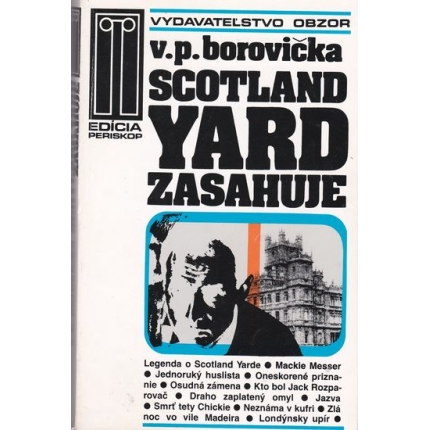 VYDAVATEĽSTVO OBZOR
v.p.borovička
SCOTLAND
YARD
ZASAHUJE
EDÍCIA
PERISKOP
Legenda o Scotland Yarde ● Mackie Messer
● Jednoruký huslista ● Oneskorené prizna-
nie ● Osudná zámena ● Kto bol Jack Rozpa-
rovač ● Draho zaplatený omyl ● Jazva
● Smrť tety Chickie ● Neznáma v kufri ● Zlá
noc vo vile Madeira ● Londýnsky upír ●